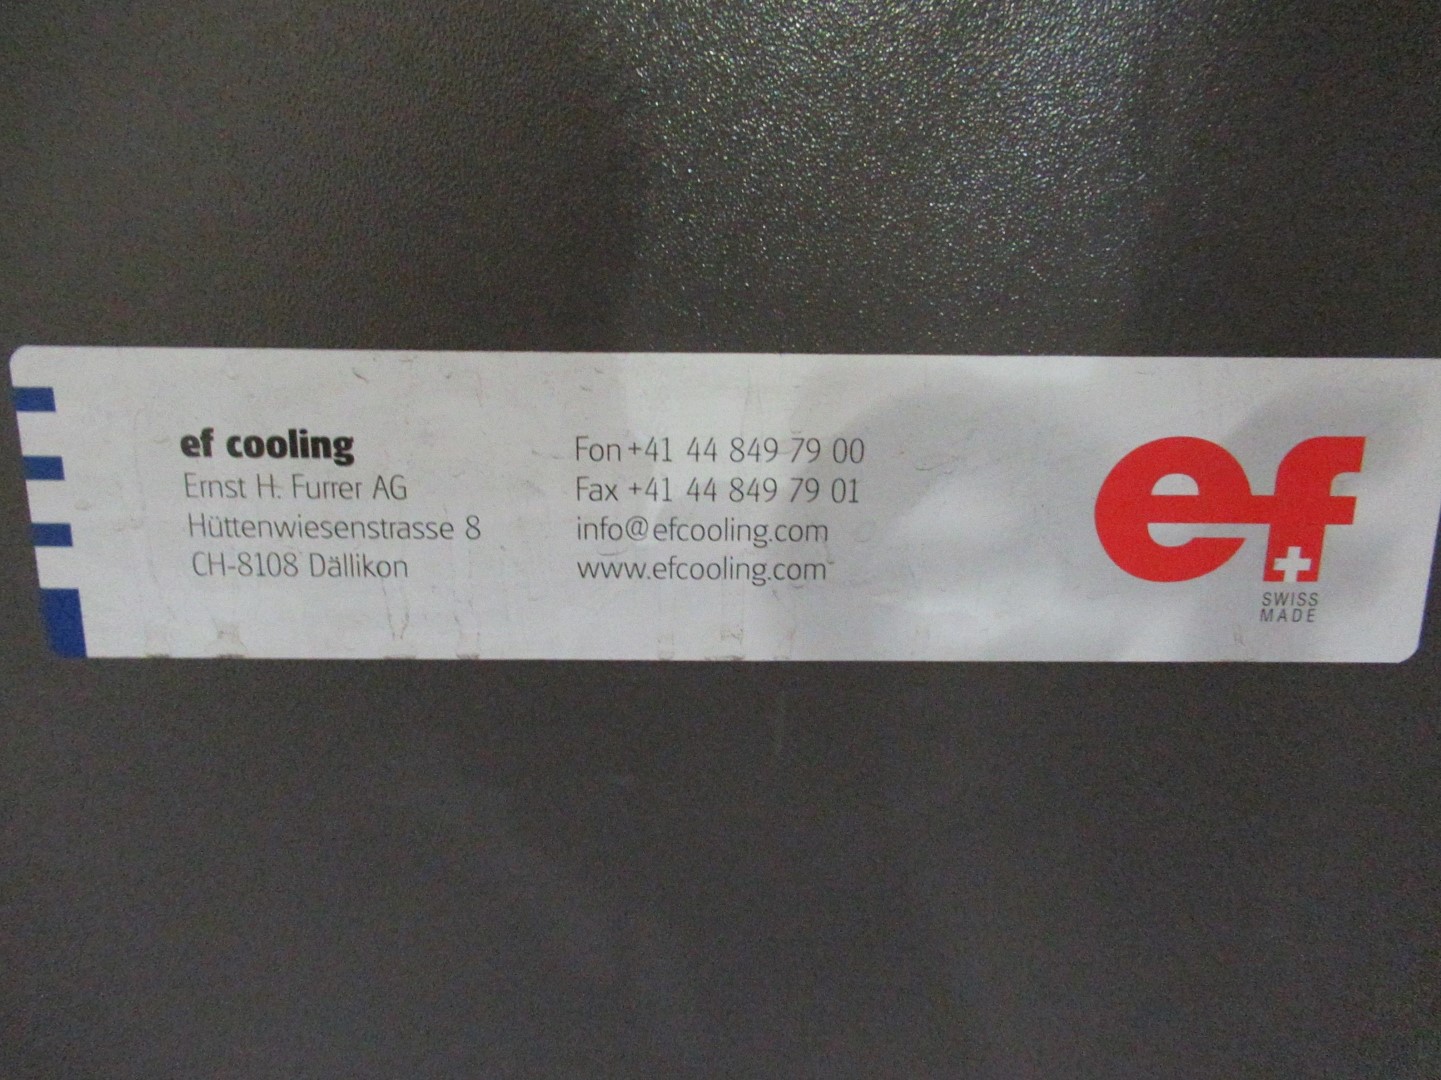 ef cooling
Ernst H. Furrer AG
Hüttenwiesenstrasse 8
CH-8108 Dällikon
Fon +41 44 849 79 00
Fax +41 44 849 79 01
info@efcooling.com
www.efcooling.com
ef
SWISS
MADE